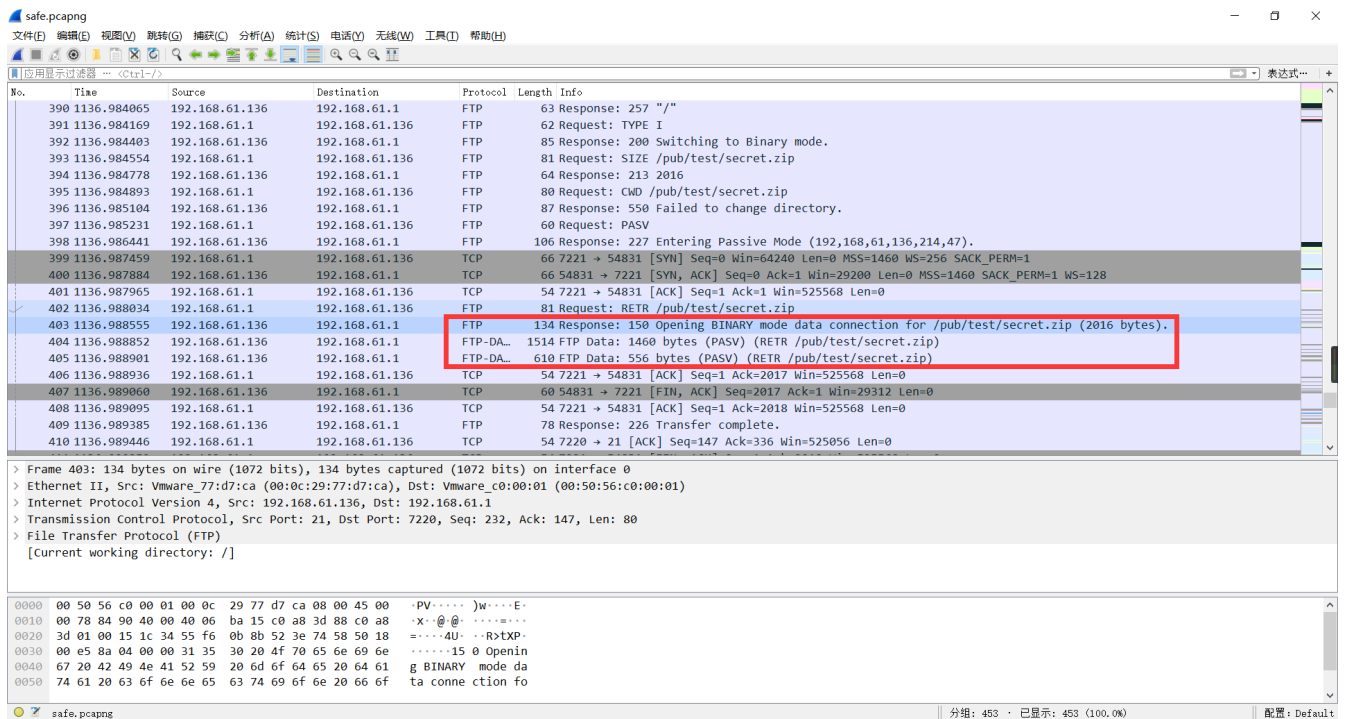 safe.pcapng
文件(F) 编辑(E) 视图(V) 跳转(G) 捕获(C) 分析(A) 统计(S) 电话(Y) 无线(W) 工具(T) 帮助(H)
应用显示过滤器 … <Ctrl-/> 表达式… +
No. Time Source Destination Protocol Length Info
390 1136.984065 192.168.61.136 192.168.61.1 FTP 63 Response: 257 "/"
391 1136.984169 192.168.61.1 192.168.61.136 FTP 62 Request: TYPE I
392 1136.984403 192.168.61.136 192.168.61.1 FTP 85 Response: 200 Switching to Binary mode.
393 1136.984554 192.168.61.1 192.168.61.136 FTP 81 Request: SIZE /pub/test/secret.zip
394 1136.984778 192.168.61.136 192.168.61.1 FTP 64 Response: 213 2016
395 1136.984893 192.168.61.1 192.168.61.136 FTP 80 Request: CWD /pub/test/secret.zip
396 1136.985104 192.168.61.136 192.168.61.1 FTP 87 Response: 550 Failed to change directory.
397 1136.985231 192.168.61.1 192.168.61.136 FTP 60 Request: PASV
398 1136.986441 192.168.61.136 192.168.61.1 FTP 106 Response: 227 Entering Passive Mode (192,168,61,136,214,47).
399 1136.987459 192.168.61.1 192.168.61.136 TCP 66 7221 → 54831 [SYN] Seq=0 Win=64240 Len=0 MSS=1460 WS=256 SACK_PERM=1
400 1136.987884 192.168.61.136 192.168.61.1 TCP 66 54831 → 7221 [SYN, ACK] Seq=0 Ack=1 Win=29200 Len=0 MSS=1460 SACK_PERM=1 WS=128
401 1136.987965 192.168.61.1 192.168.61.136 TCP 54 7221 → 54831 [ACK] Seq=1 Ack=1 Win=525568 Len=0
402 1136.988034 192.168.61.1 192.168.61.136 FTP 81 Request: RETR /pub/test/secret.zip
403 1136.988555 192.168.61.136 192.168.61.1 FTP 134 Response: 150 Opening BINARY mode data connection for /pub/test/secret.zip (2016 bytes).
404 1136.988852 192.168.61.136 192.168.61.1 FTP-DA… 1514 FTP Data: 1460 bytes (PASV) (RETR /pub/test/secret.zip)
405 1136.988901 192.168.61.136 192.168.61.1 FTP-DA… 610 FTP Data: 556 bytes (PASV) (RETR /pub/test/secret.zip)
406 1136.988936 192.168.61.1 192.168.61.136 TCP 54 7221 → 54831 [ACK] Seq=1 Ack=2017 Win=525568 Len=0
407 1136.989060 192.168.61.136 192.168.61.1 TCP 60 54831 → 7221 [FIN, ACK] Seq=2017 Ack=1 Win=29312 Len=0
408 1136.989095 192.168.61.1 192.168.61.136 TCP 54 7221 → 54831 [ACK] Seq=1 Ack=2018 Win=525568 Len=0
409 1136.989385 192.168.61.136 192.168.61.1 FTP 78 Response: 226 Transfer complete.
410 1136.989446 192.168.61.1 192.168.61.136 TCP 54 7220 → 21 [ACK] Seq=147 Ack=336 Win=525056 Len=0
> Frame 403: 134 bytes on wire (1072 bits), 134 bytes captured (1072 bits) on interface 0
> Ethernet II, Src: Vmware_77:d7:ca (00:0c:29:77:d7:ca), Dst: Vmware_c0:00:01 (00:50:56:c0:00:01)
> Internet Protocol Version 4, Src: 192.168.61.136, Dst: 192.168.61.1
> Transmission Control Protocol, Src Port: 21, Dst Port: 7220, Seq: 232, Ack: 147, Len: 80
> File Transfer Protocol (FTP)
[Current working directory: /]
0000 00 50 56 c0 00 01 00 0c 29 77 d7 ca 08 00 45 00 ·PV····· )w····E·
0010 00 78 84 90 40 00 40 06 ba 15 c0 a8 3d 88 c0 a8 ·x··@·@· ····=···
0020 3d 01 00 15 1c 34 55 f6 0b 8b 52 3e 74 58 50 18 =····4U· ··R>tXP·
0030 00 e5 8a 04 00 00 31 35 30 20 4f 70 65 6e 69 6e ······15 0 Openin
0040 67 20 42 49 4e 41 52 59 20 6d 6f 64 65 20 64 61 g BINARY mode da
0050 74 61 20 63 6f 6e 6e 65 63 74 69 6f 6e 20 66 6f ta conne ction fo
safe.pcapng 分组: 453 · 已显示: 453 (100.0%) 配置: Default